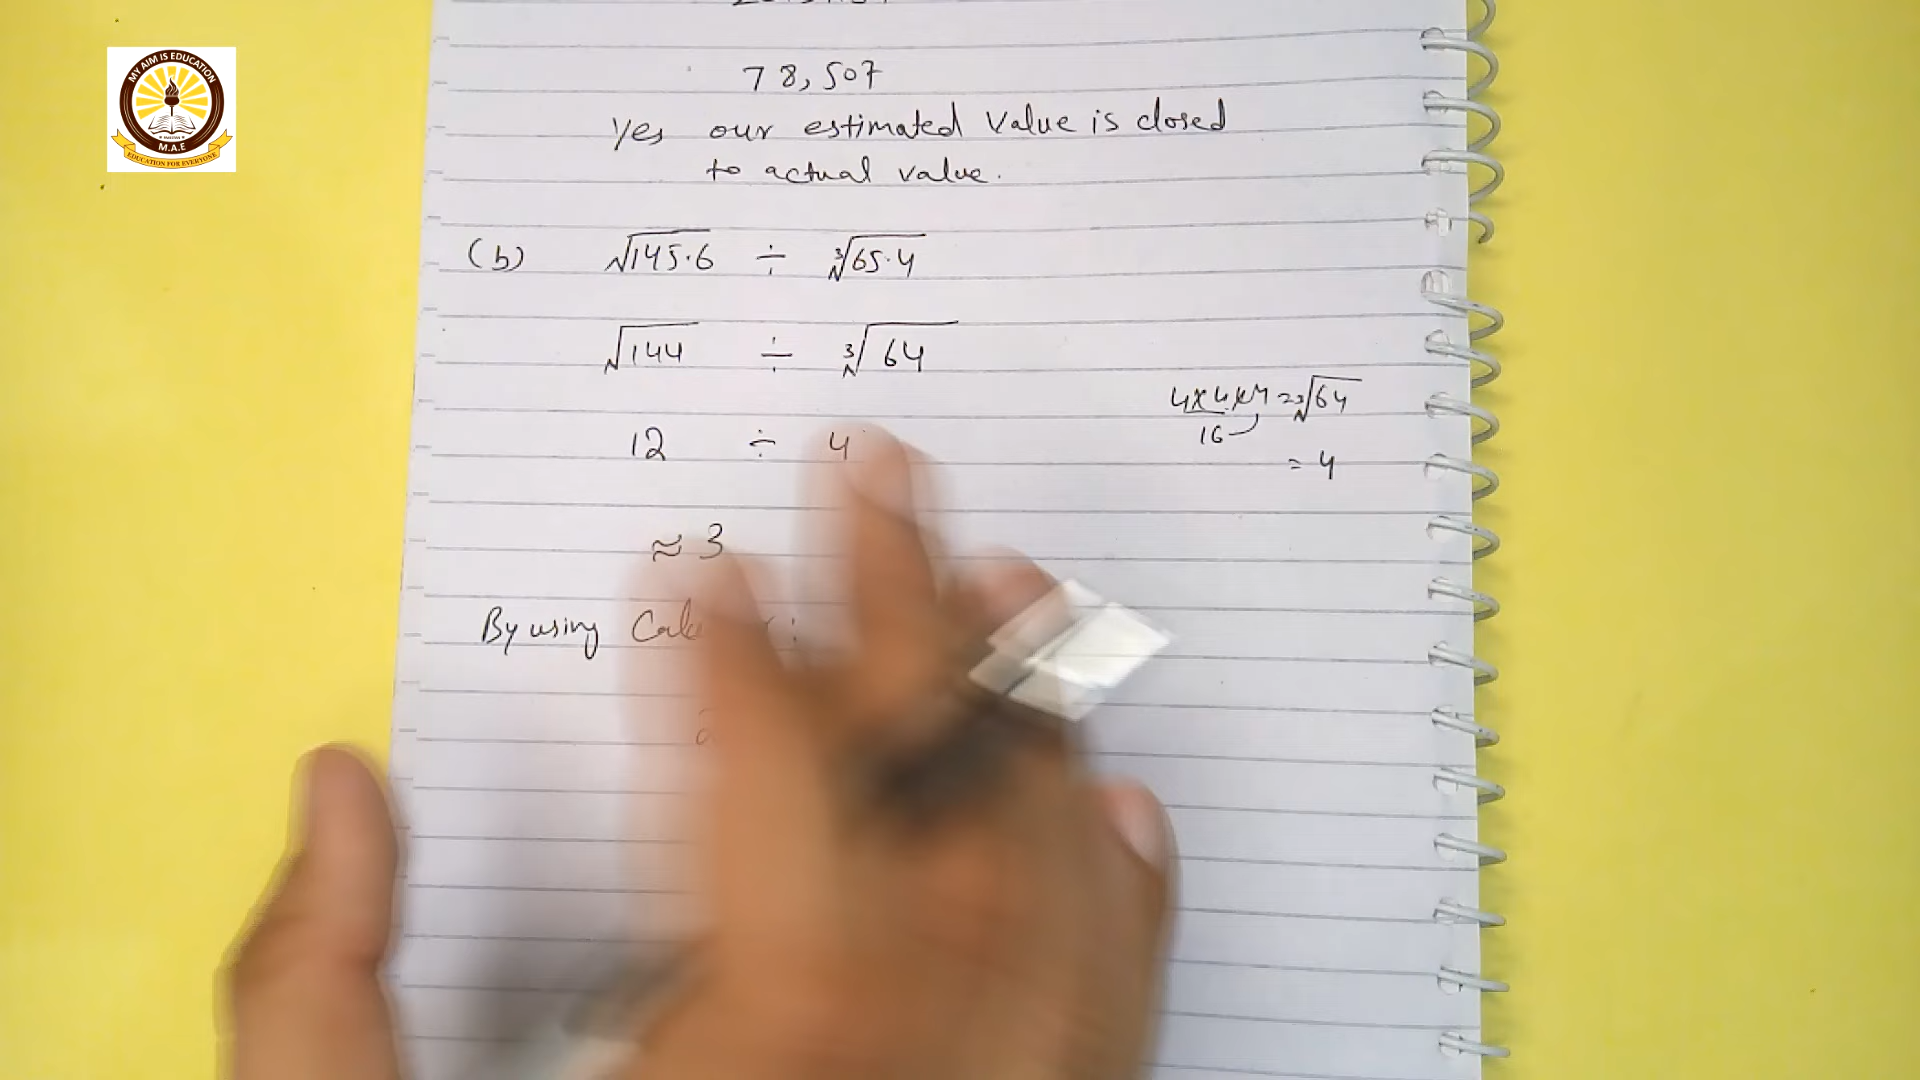 MY AIM IS EDUCATION
M.A.E
EDUCATION FOR EVERYONE
78,507
Yes our estimated Value is closed
to actual value.
(b) √145.6 ÷ ∛65.4
√144 ÷ ∛64
4×4×4 = ∛64
16
12 ÷ 4
= 4
≈ 3
By using